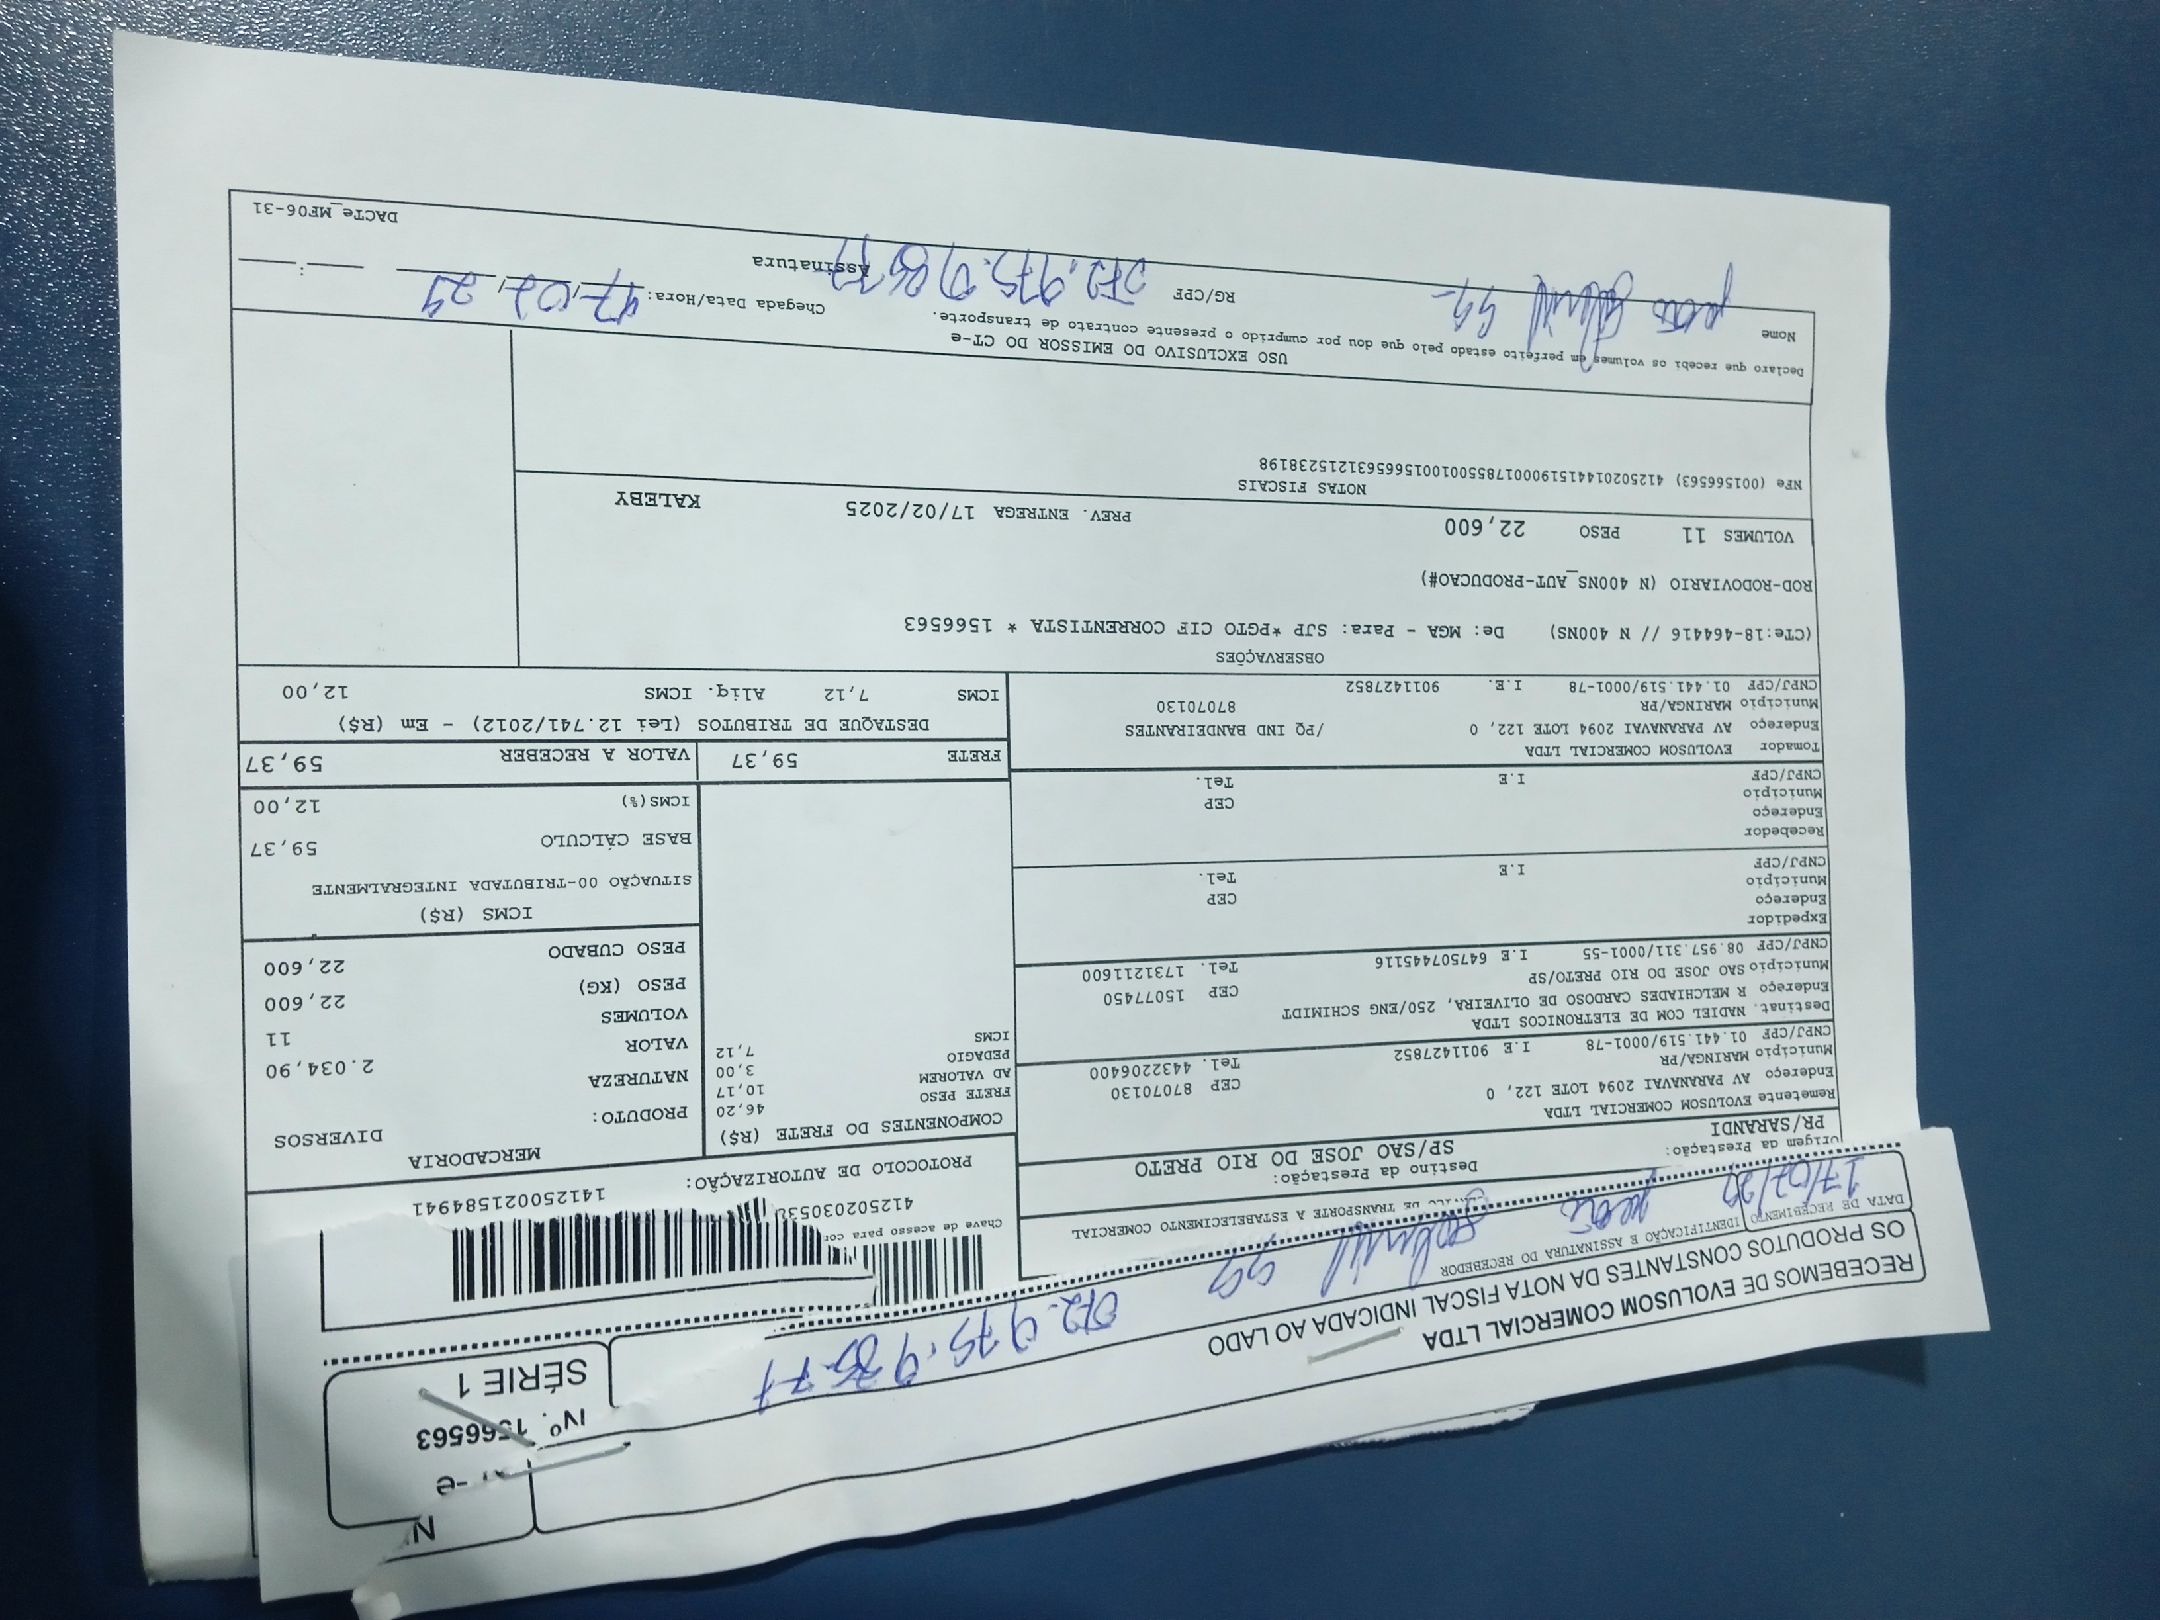 RECEBEMOS DE EVOLUSOM COMERCIAL LTDA
OS PRODUTOS CONSTANTES DA NOTA FISCAL INDICADA AO LADO
DATA DE RECEBIMENTO
IDENTIFICAÇÃO E ASSINATURA DO RECEBEDOR
Nº. 1566563
SÉRIE 1
DE TRANSPORTE A ESTABELECIMENTO COMERCIAL
Chave de acesso para con
41250203053
PROTOCOLO DE AUTORIZAÇÃO:
141250021584941
Origem da Prestação:
PR/SARANDI
Destino da Prestação:
SP/SAO JOSE DO RIO PRETO
Remetente EVOLUSOM COMERCIAL LTDA
Endereço AV PARANAVAI 2094 LOTE 122, 0 CEP 87070130
Município MARINGA/PR Tel. 4432206400
CNPJ/CPF 01.441.519/0001-78 I.E 9011427852
Destinat. NADIEL COM DE ELETRONICOS LTDA
Endereço R MELCHIADES CARDOSO DE OLIVEIRA, 250/ENG SCHIMIDT
Município SAO JOSE DO RIO PRETO/SP CEP 15077450
CNPJ/CPF 08.957.311/0001-55 I.E 647507445116 Tel. 1731211600
Expedidor
Endereço
Município CEP
CNPJ/CPF I.E Tel.
Recebedor
Endereço
Município CEP
CNPJ/CPF I.E Tel.
Tomador EVOLUSOM COMERCIAL LTDA
Endereço AV PARANAVAI 2094 LOTE 122, 0 /PQ IND BANDEIRANTES
Município MARINGA/PR 87070130
CNPJ/CPF 01.441.519/0001-78 I.E. 9011427852
COMPONENTES DO FRETE (R$)
FRETE PESO 46,20
AD VALOREM 10,17
PEDAGIO 3,00
ICMS 7,12
FRETE 59,37
MERCADORIA
PRODUTO: DIVERSOS
NATUREZA
VALOR 2.034,90
VOLUMES 11
PESO (KG) 22,600
PESO CUBADO 22,600
ICMS (R$)
SITUAÇÃO 00-TRIBUTADA INTEGRALMENTE
BASE CÁLCULO 59,37
ICMS(%) 12,00
VALOR A RECEBER 59,37
DESTAQUE DE TRIBUTOS (Lei 12.741/2012) - Em (R$)
ICMS 7,12 Aliq. ICMS 12,00
OBSERVAÇÕES
(CTe:18-464416 // N 400NS) De: MGA - Para: SJP *PGTO CIF CORRENTISTA * 1566563
ROD-RODOVIARIO (N 400NS_AUT-PRODUCAO#)
VOLUMES 11 PESO 22,600 PREV. ENTREGA 17/02/2025 KALEBY
NOTAS FISCAIS
NFe (001566563) 41250201441519000178550010015665631215238198
USO EXCLUSIVO DO EMISSOR DO CT-e
Declaro que recebi os volumes em perfeito estado pelo que dou por cumprido o presente contrato de transporte.
Nome
RG/CPF
Chegada Data/Hora:
Assinatura
DACTe_MF06-31